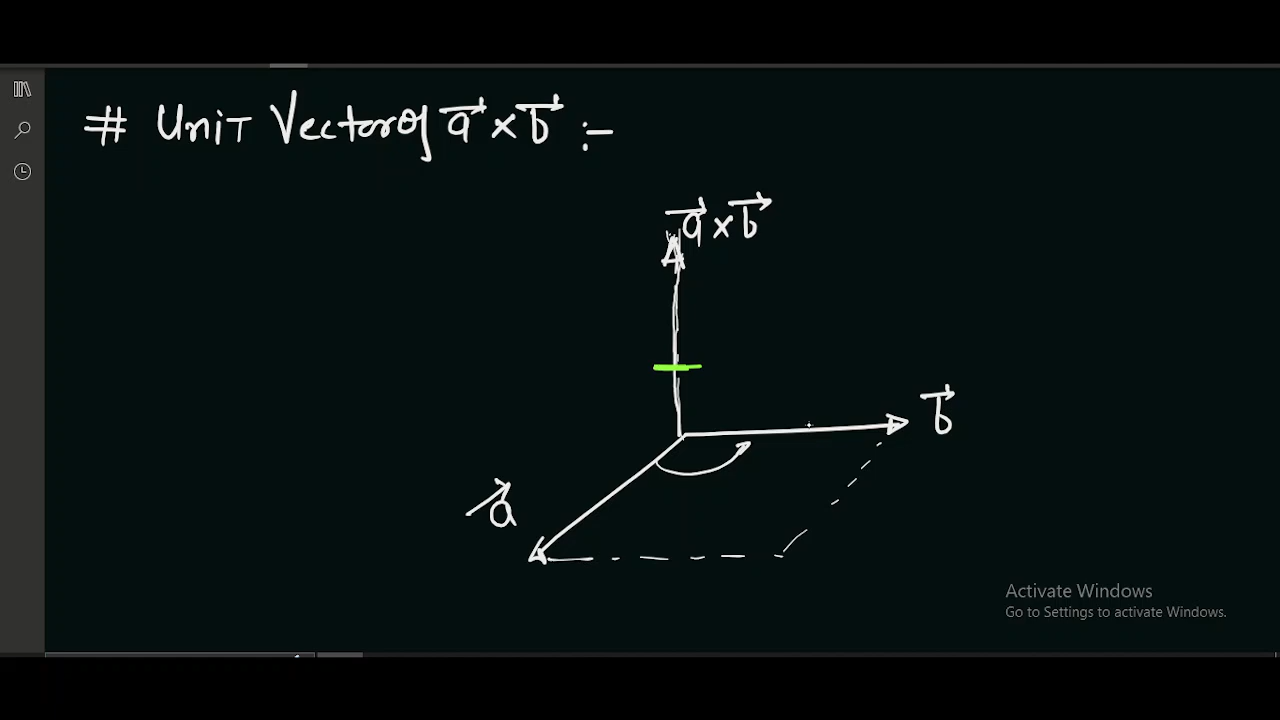 # Unit Vector of a⃗ × b⃗ :-
a⃗ × b⃗
b⃗
a⃗
Activate Windows
Go to Settings to activate Windows.